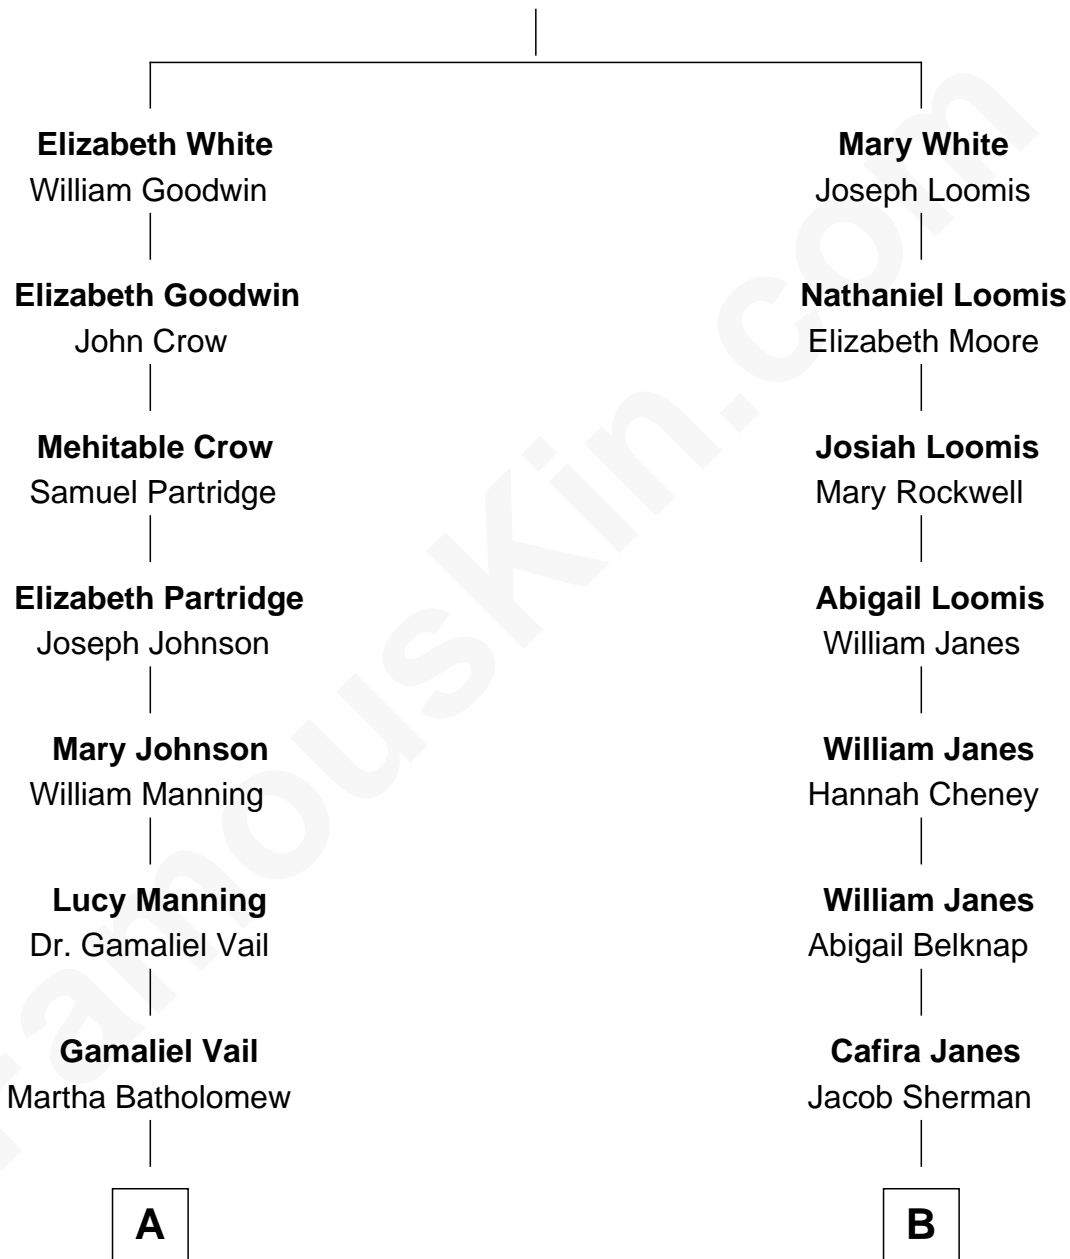 Elizabeth White
William Goodwin
Elizabeth Goodwin
John Crow
Mehitable Crow
Samuel Partridge
Elizabeth Partridge
Joseph Johnson
Mary Johnson
William Manning
Lucy Manning
Dr. Gamaliel Vail
Gamaliel Vail
Martha Batholomew
A
Mary White
Joseph Loomis
Nathaniel Loomis
Elizabeth Moore
Josiah Loomis
Mary Rockwell
Abigail Loomis
William Janes
William Janes
Hannah Cheney
William Janes
Abigail Belknap
Cafira Janes
Jacob Sherman
B
FamousKin.com